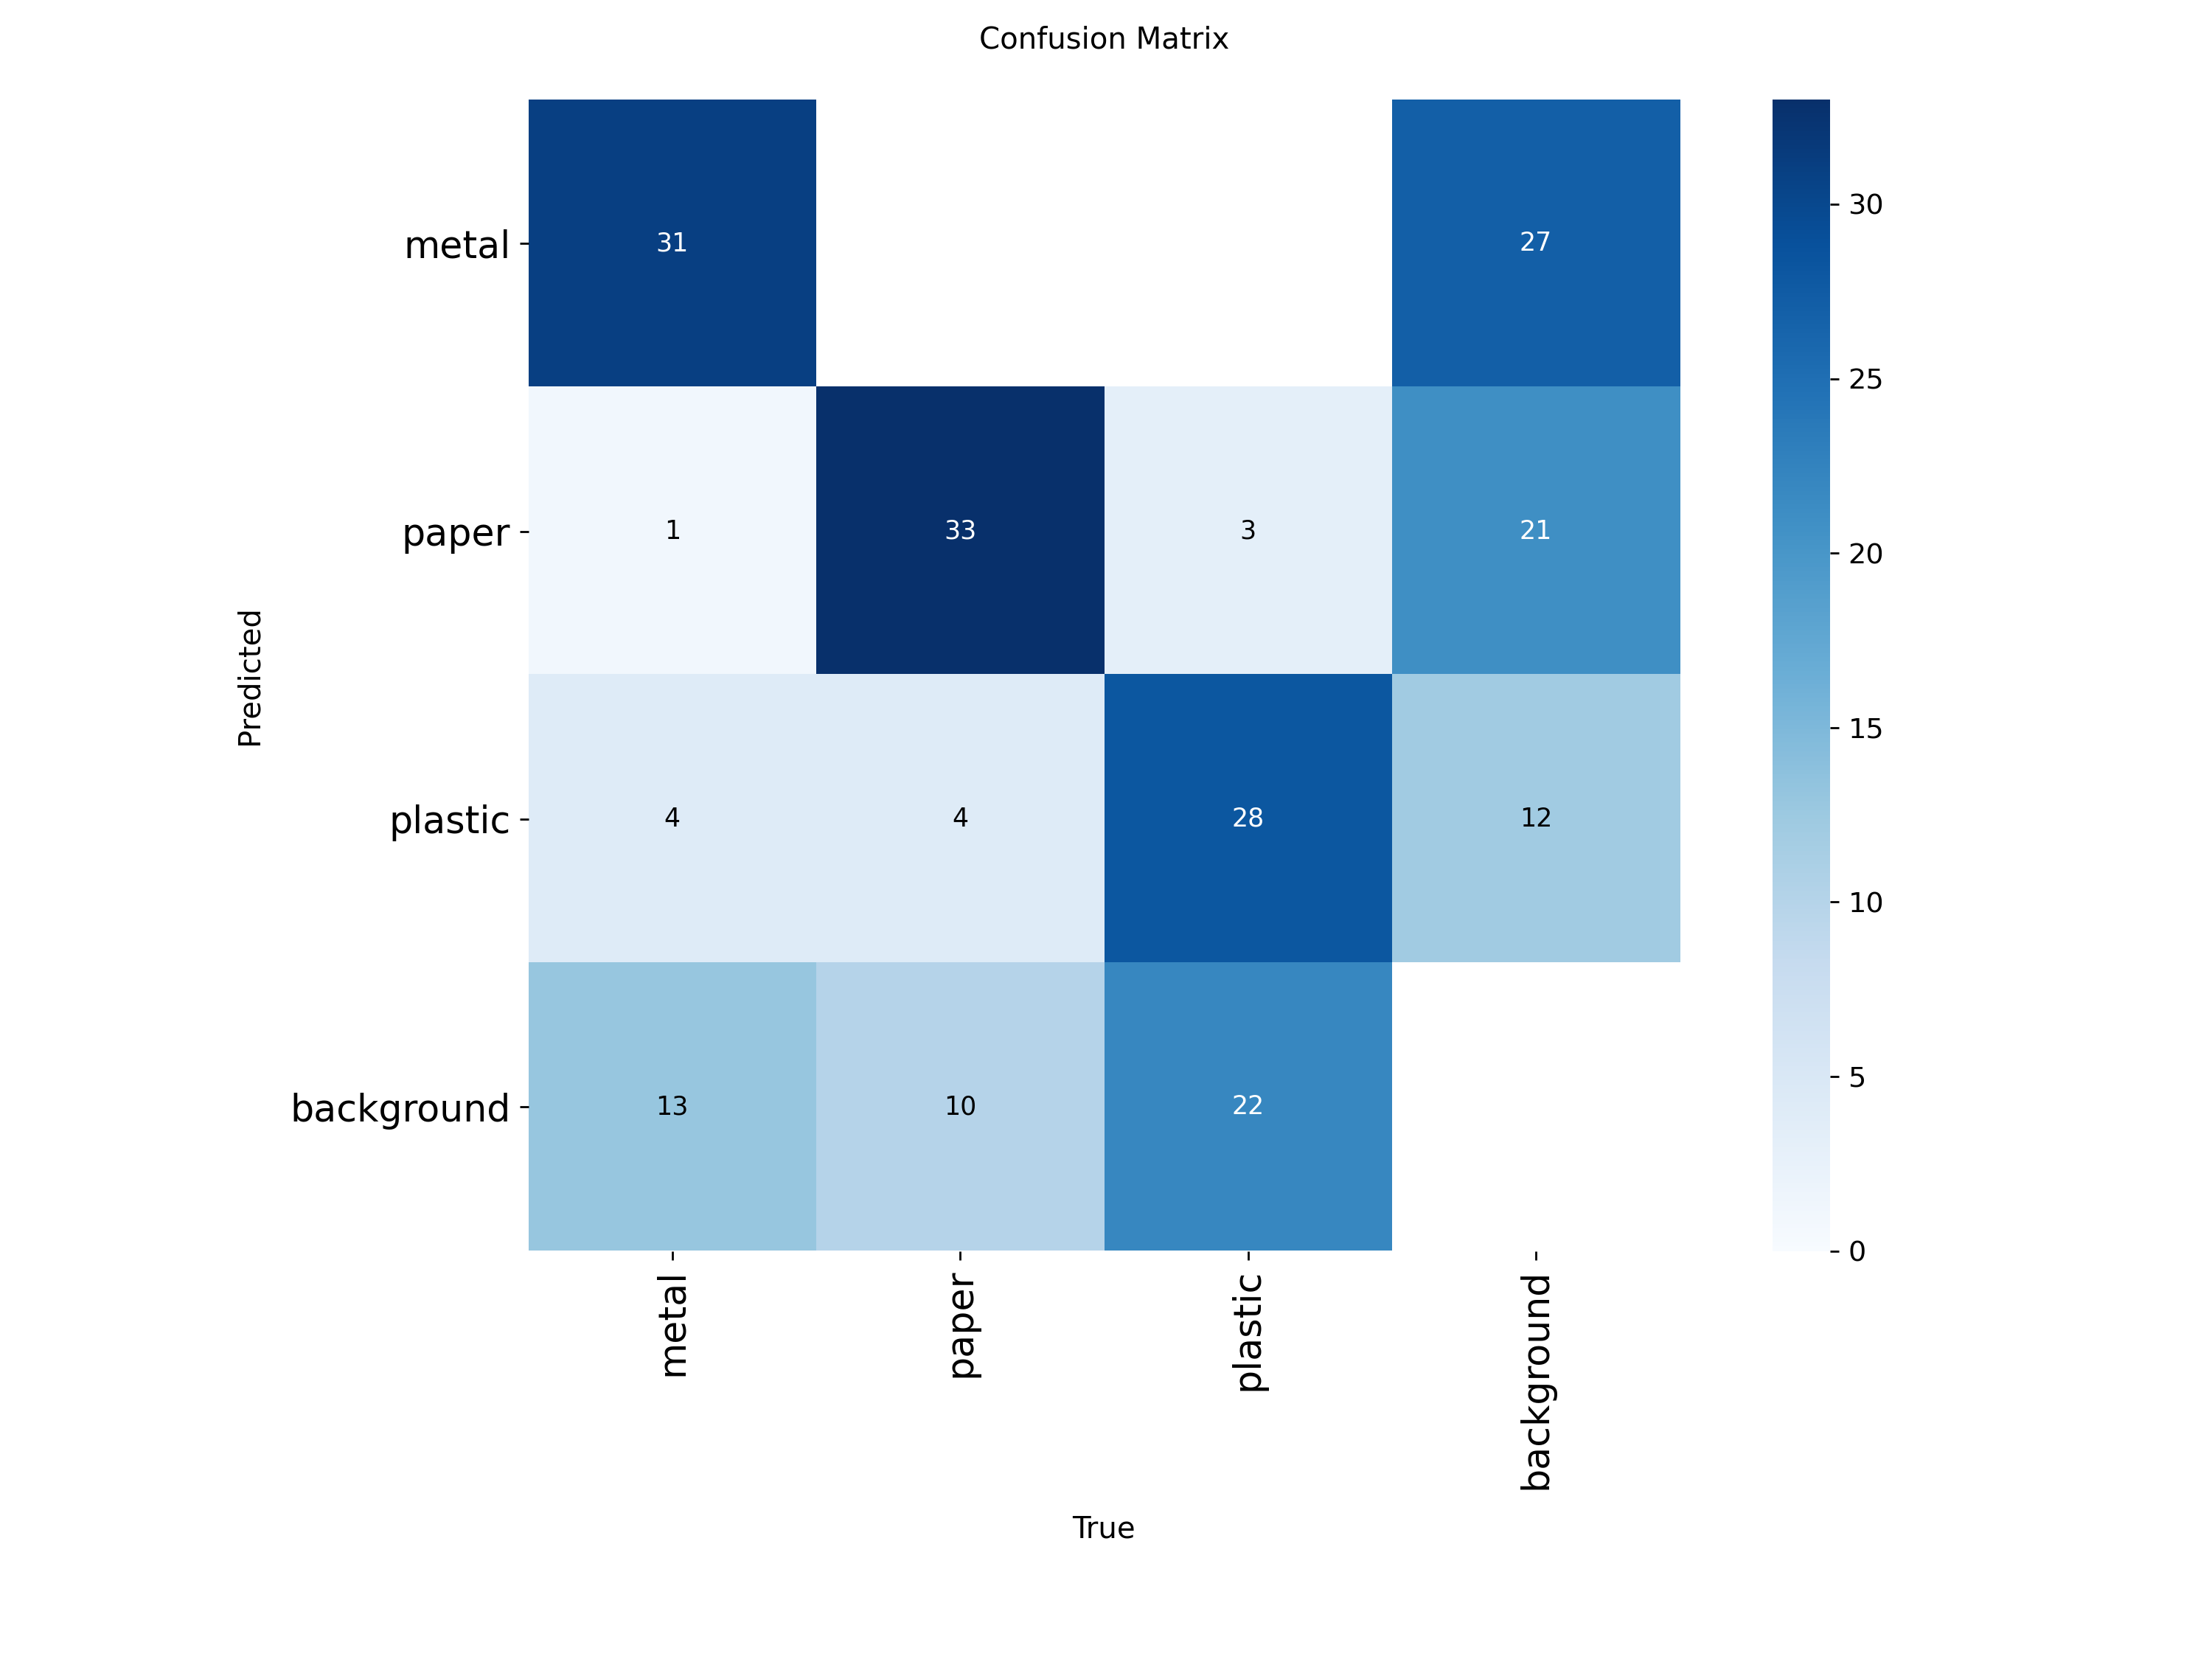 Confusion Matrix
metal
31
27
30
25
paper
1
33
3
21
20
Predicted
15
plastic
4
4
28
12
10
background
13
10
22
5
0
metal
paper
plastic
background
True